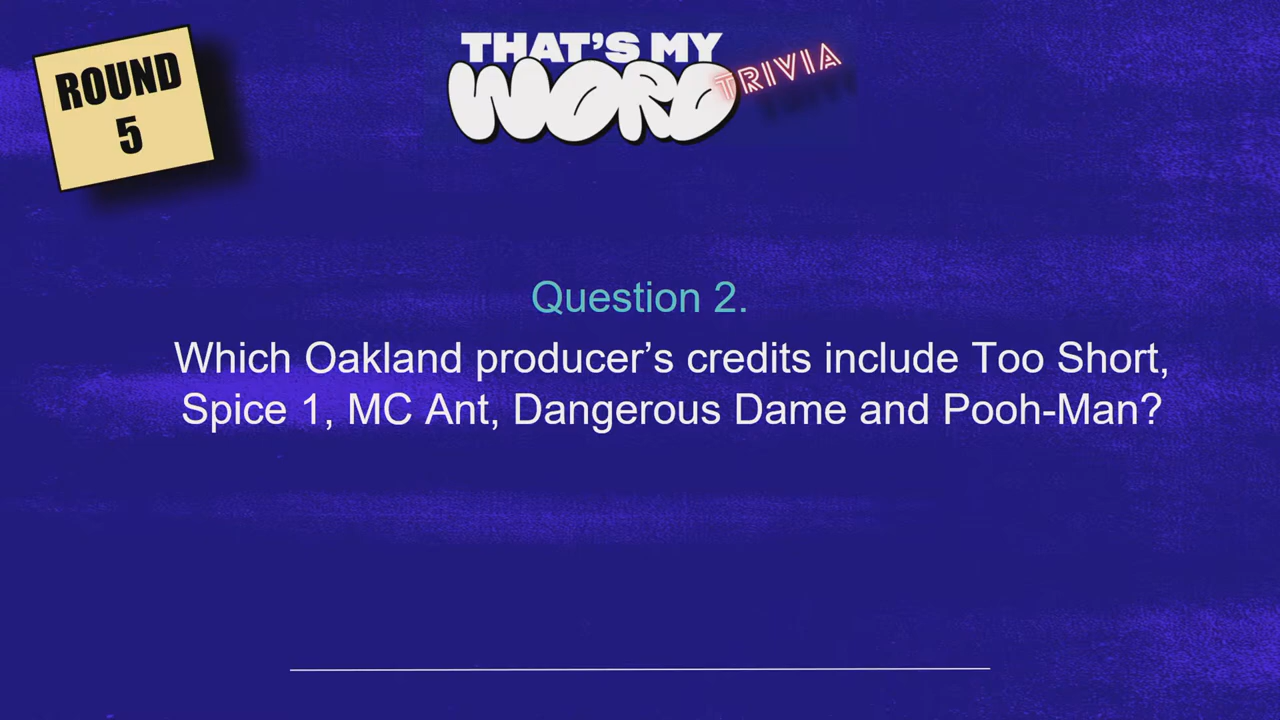 ROUND
5
THAT'S MY
WORD
TRIVIA
Question 2.
Which Oakland producer’s credits include Too Short,
Spice 1, MC Ant, Dangerous Dame and Pooh-Man?